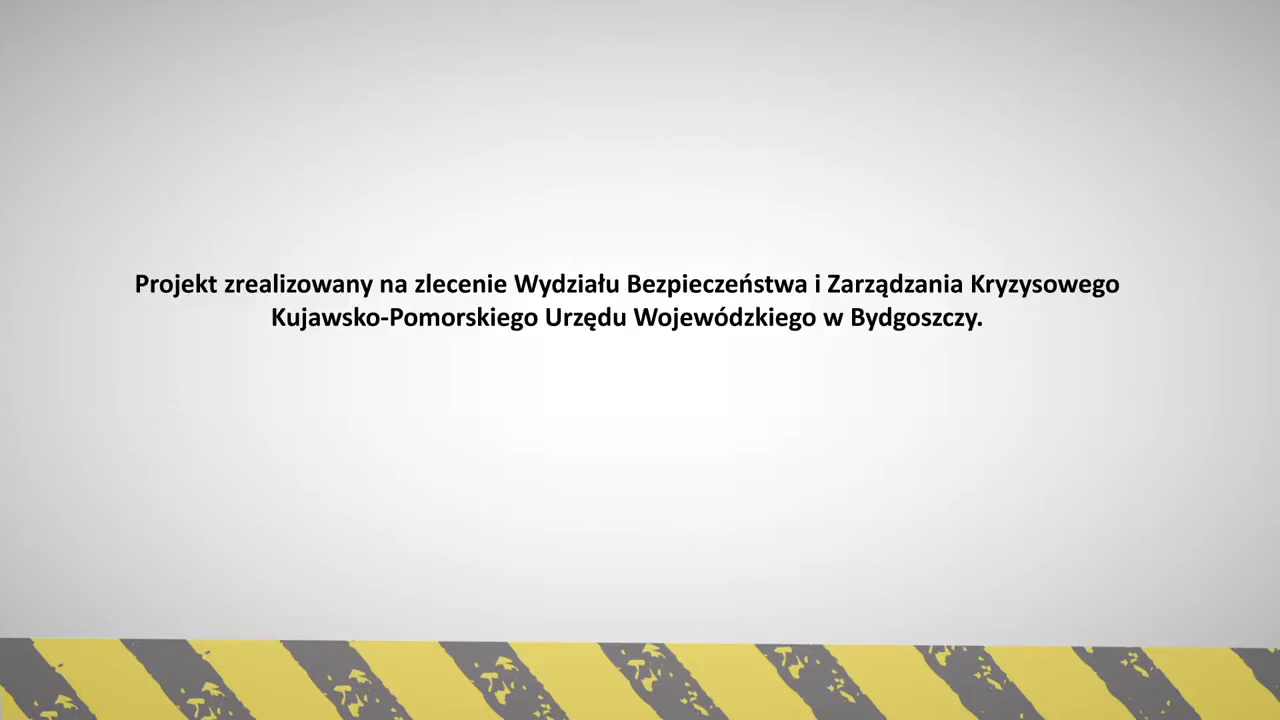 Projekt zrealizowany na zlecenie Wydziału Bezpieczeństwa i Zarządzania Kryzysowego
Kujawsko-Pomorskiego Urzędu Wojewódzkiego w Bydgoszczy.